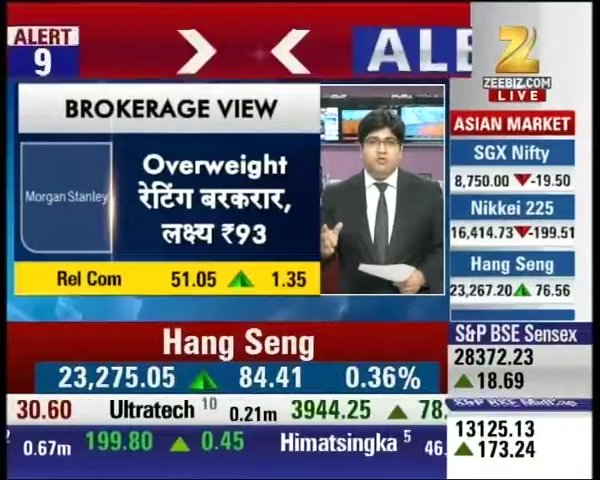 ALERT
9
ALE
Z
ZEEBIZ.COM
LIVE
BROKERAGE VIEW
Morgan Stanley
Overweight
रेटिंग बरकरार,
लक्ष्य ₹93
Rel Com 51.05 1.35
ASIAN MARKET
SGX Nifty
8,750.00 -19.50
Nikkei 225
16,414.73 -199.51
Hang Seng
23,267.20 76.56
Hang Seng
23,275.05 84.41 0.36%
S&P BSE Sensex
28372.23
18.69
13125.13
173.24
30.60 Ultratech 10 0.21m 3944.25 78.
2 0.67m 199.80 0.45 Himatsingka 5 46.